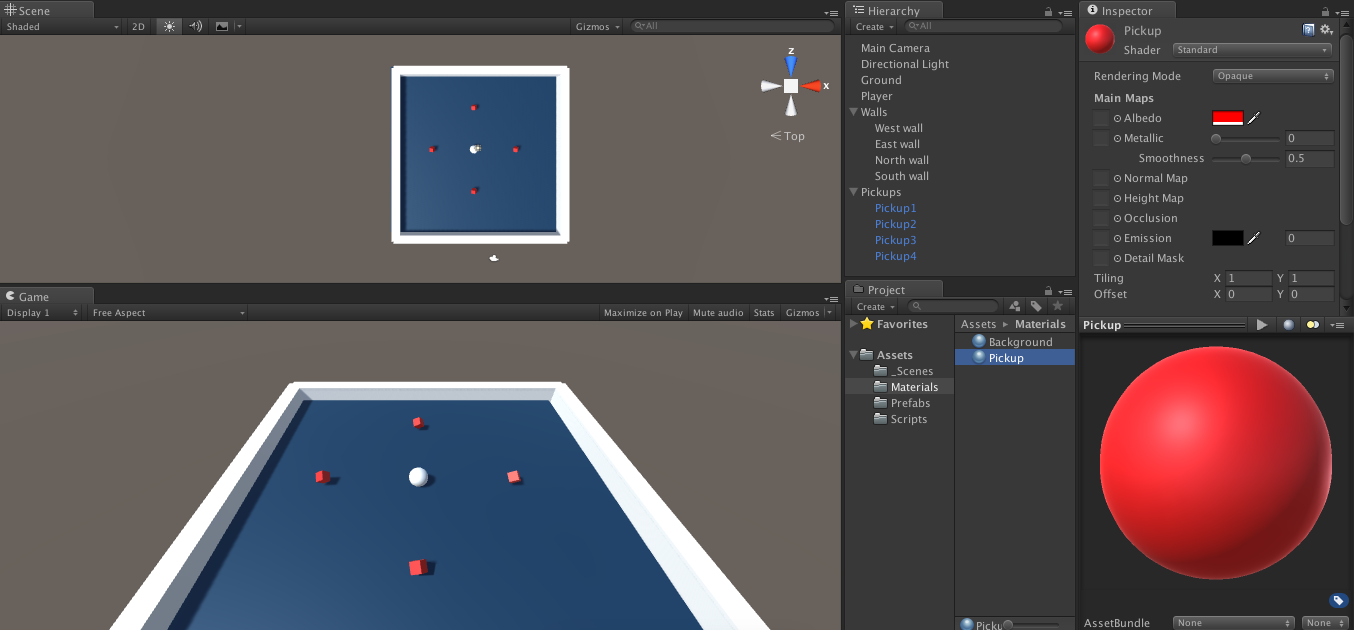 Scene
Shaded
2D
Gizmos
All
z
x
Top
Game
Display 1
Free Aspect
Maximize on Play
Mute audio
Stats
Gizmos
Hierarchy
Create
All
Main Camera
Directional Light
Ground
Player
Walls
West wall
East wall
North wall
South wall
Pickups
Pickup1
Pickup2
Pickup3
Pickup4
Project
Create
Favorites
Assets
_Scenes
Materials
Prefabs
Scripts
Assets Materials
Background
Pickup
Picku
Inspector
Pickup
Shader Standard
Rendering Mode Opaque
Main Maps
Albedo
Metallic 0
Smoothness 0.5
Normal Map
Height Map
Occlusion
Emission 0
Detail Mask
Tiling X 1 Y 1
Offset X 0 Y 0
Pickup
AssetBundle None None